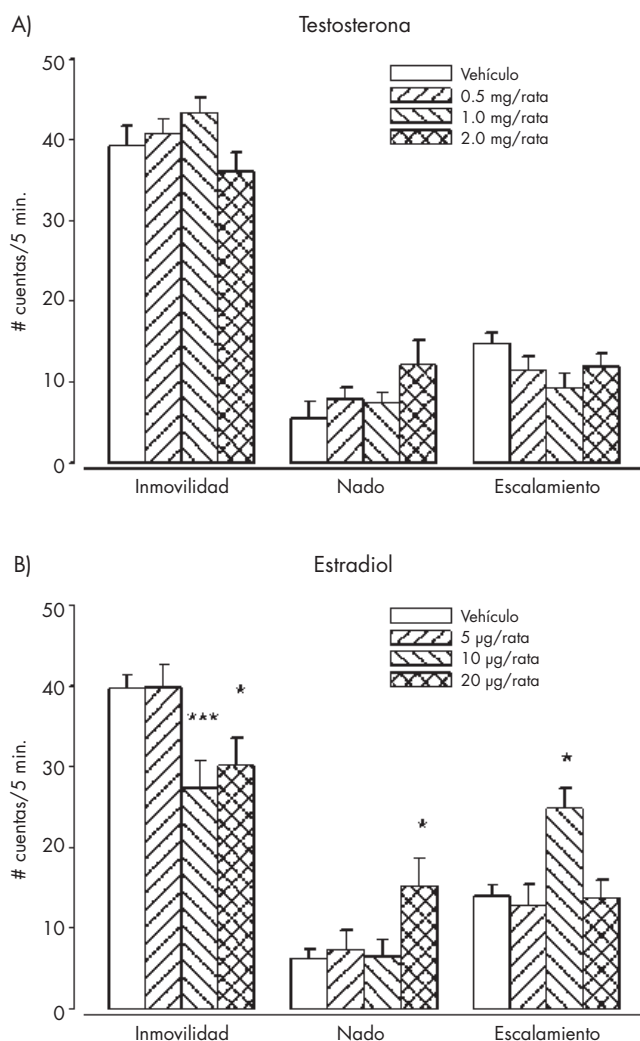 A) Testosterona
50
40
30
20
10
0
# cuentas/5 min.
Vehículo
0.5 mg/rata
1.0 mg/rata
2.0 mg/rata
Inmovilidad Nado Escalamiento
B) Estradiol
50
40
30
20
10
0
# cuentas/5 min.
Vehículo
5 µg/rata
10 µg/rata
20 µg/rata
***
*
*
*
Inmovilidad Nado Escalamiento